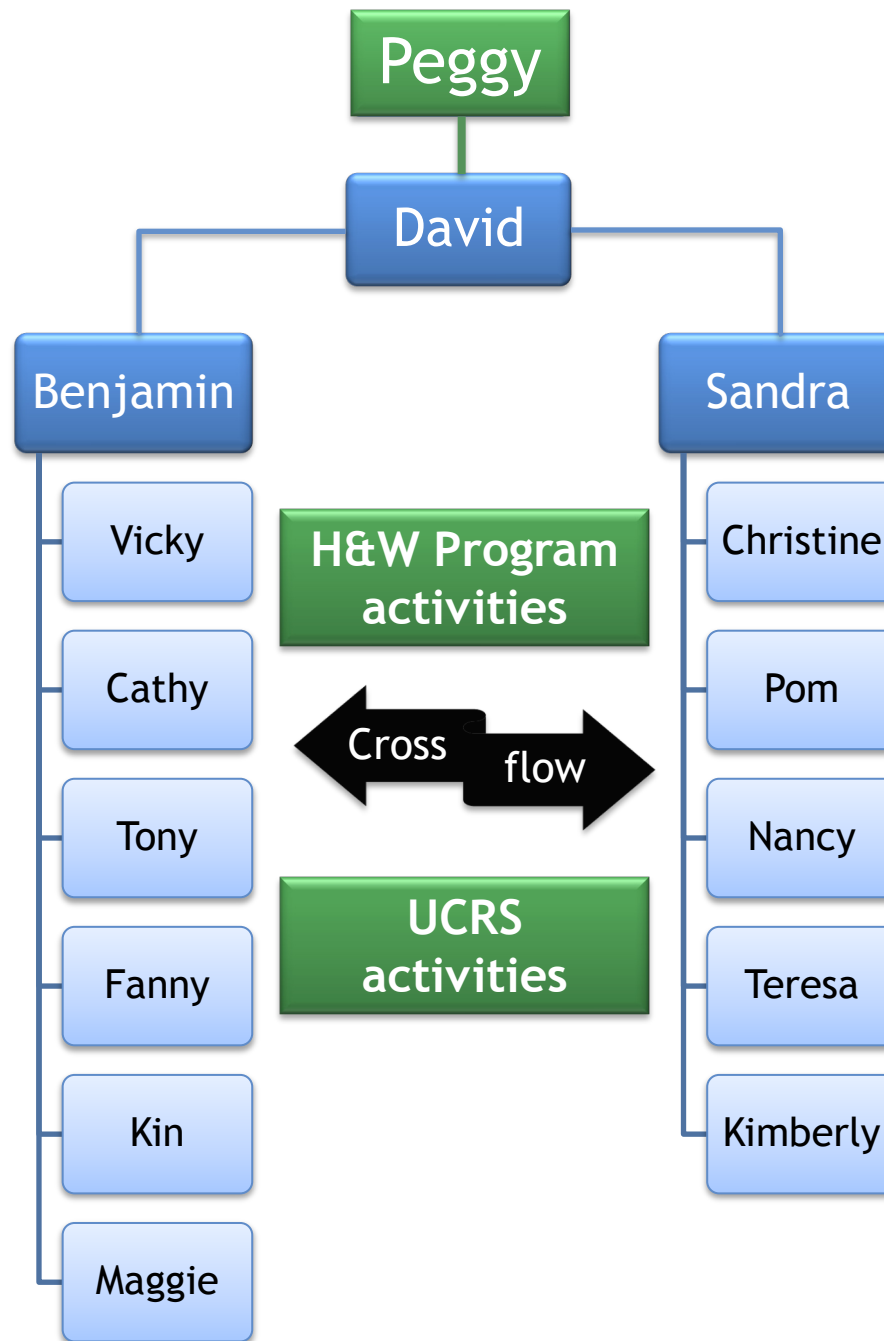 Peggy
David
Benjamin
Sandra
Vicky
Cathy
Tony
Fanny
Kin
Maggie
H&W Program
activities
Cross
flow
UCRS
activities
Christine
Pom
Nancy
Teresa
Kimberly